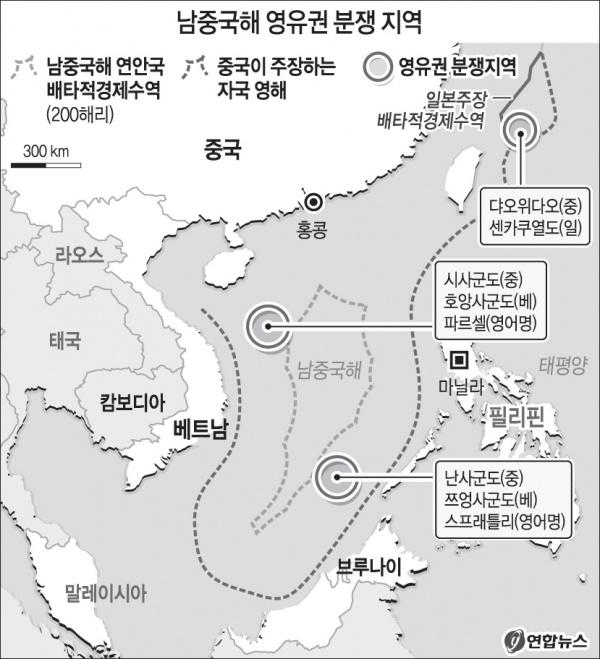 남중국해 영유권 분쟁 지역
남중국해 연안국
배타적경제수역
(200해리)
중국이 주장하는
자국 영해
영유권 분쟁지역
일본주장
배타적경제수역
300 km
중국
홍콩
댜오위다오(중)
센카쿠열도(일)
라오스
시사군도(중)
호앙사군도(베)
파르셀(영어명)
태국
남중국해
태평양
마닐라
캄보디아
베트남
필리핀
난사군도(중)
쯔엉사군도(베)
스프래틀리(영어명)
브루나이
말레이시아
연합뉴스